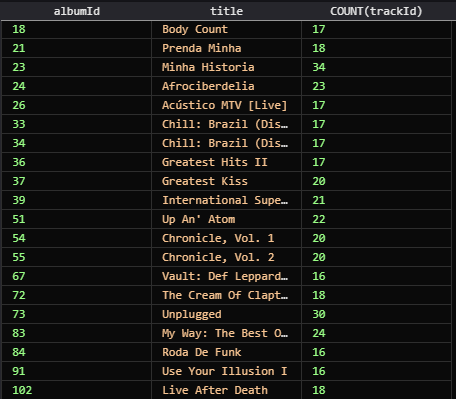 albumId title COUNT(trackId)
18 Body Count 17
21 Prenda Minha 18
23 Minha Historia 34
24 Afrociberdelia 23
26 Acústico MTV [Live] 17
33 Chill: Brazil (Dis… 17
34 Chill: Brazil (Dis… 17
36 Greatest Hits II 17
37 Greatest Kiss 20
39 International Supe… 21
51 Up An' Atom 22
54 Chronicle, Vol. 1 20
55 Chronicle, Vol. 2 20
67 Vault: Def Leppard… 16
72 The Cream Of Clapt… 18
73 Unplugged 30
83 My Way: The Best O… 24
84 Roda De Funk 16
91 Use Your Illusion I 16
102 Live After Death 18